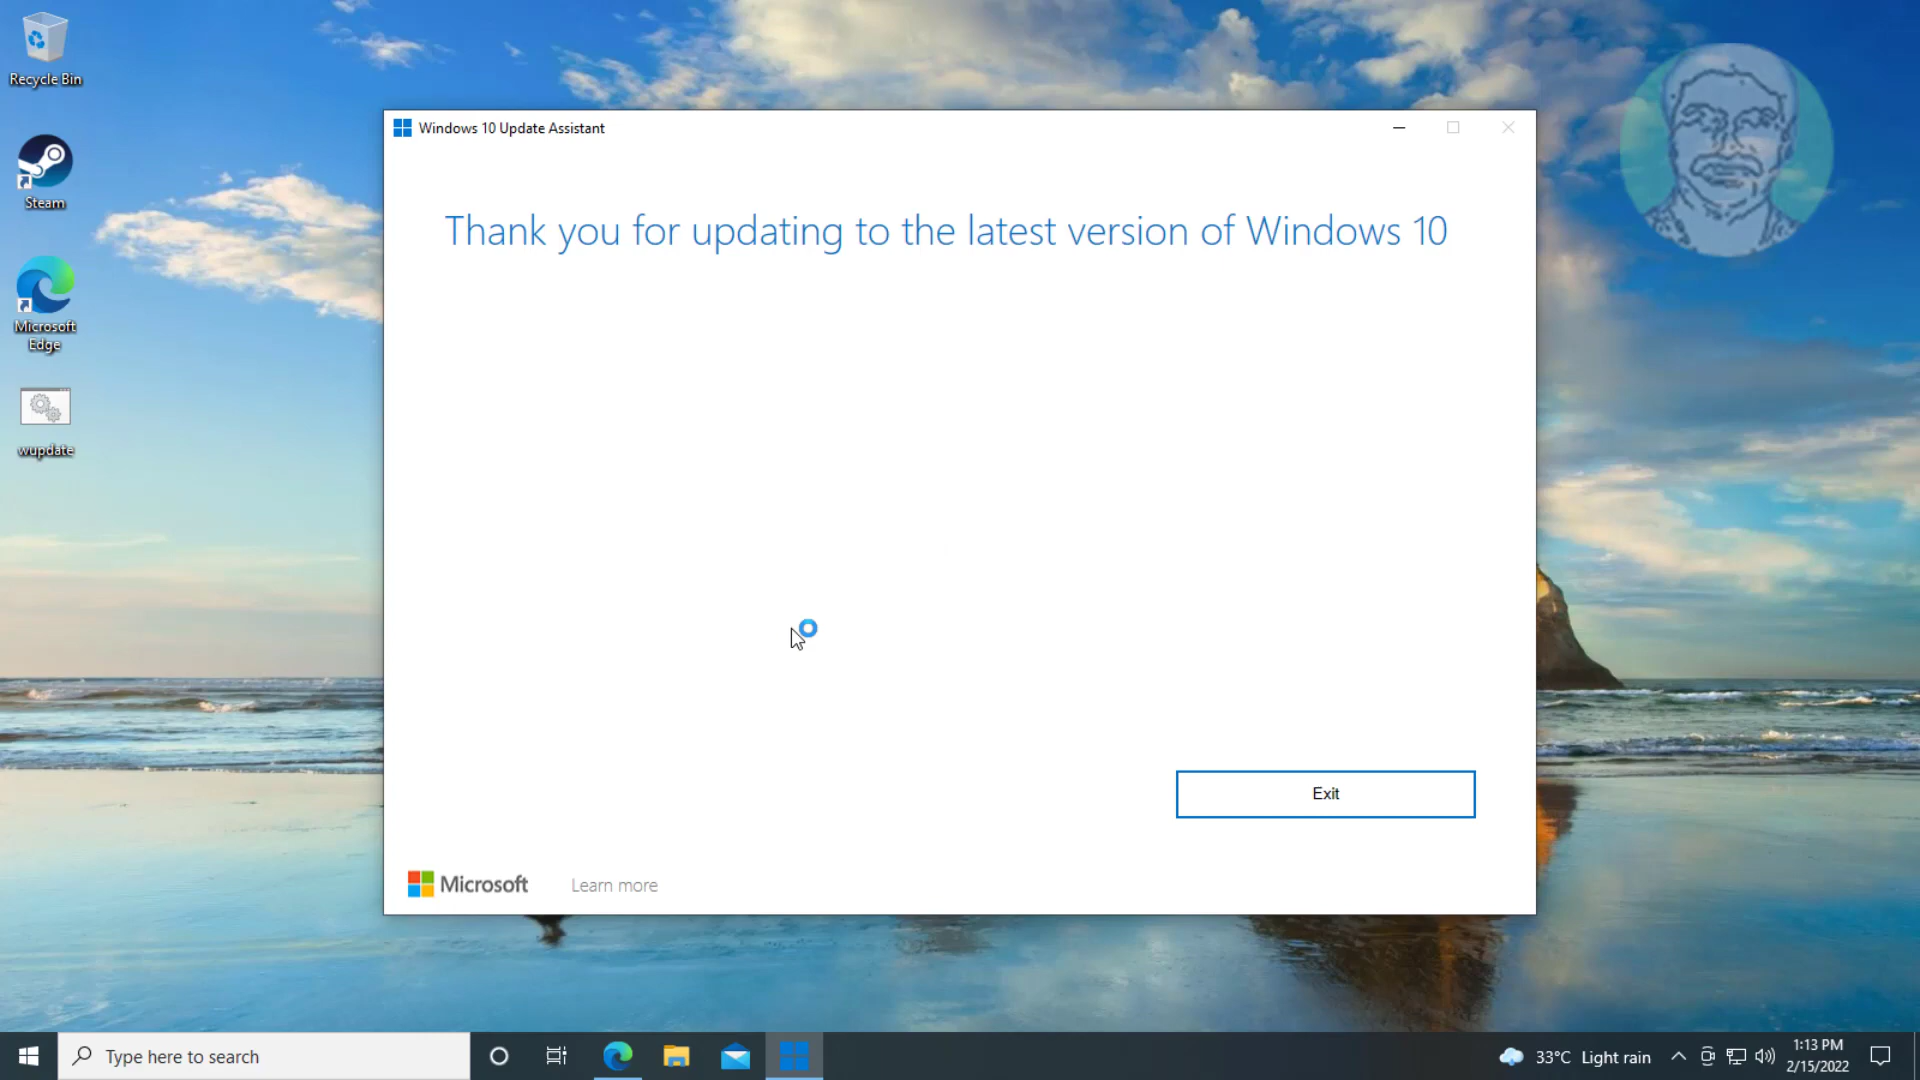 Recycle Bin
Steam
Microsoft
Edge
wupdate
Windows 10 Update Assistant
Thank you for updating to the latest version of Windows 10
Exit
Microsoft
Learn more
Type here to search
33°C Light rain
1:13 PM
2/15/2022